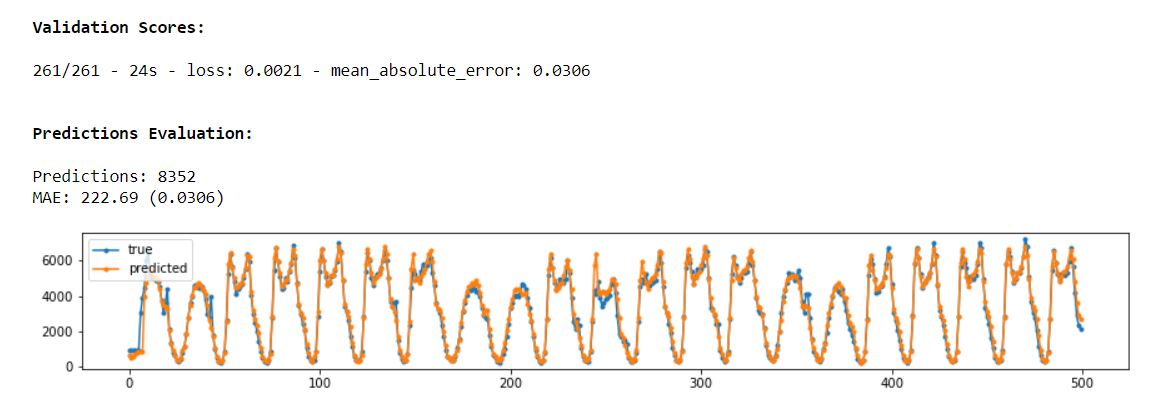 Validation Scores:
261/261 - 24s - loss: 0.0021 - mean_absolute_error: 0.0306
Predictions Evaluation:
Predictions: 8352
MAE: 222.69 (0.0306)
true
predicted
6000
4000
2000
0
0 100 200 300 400 500